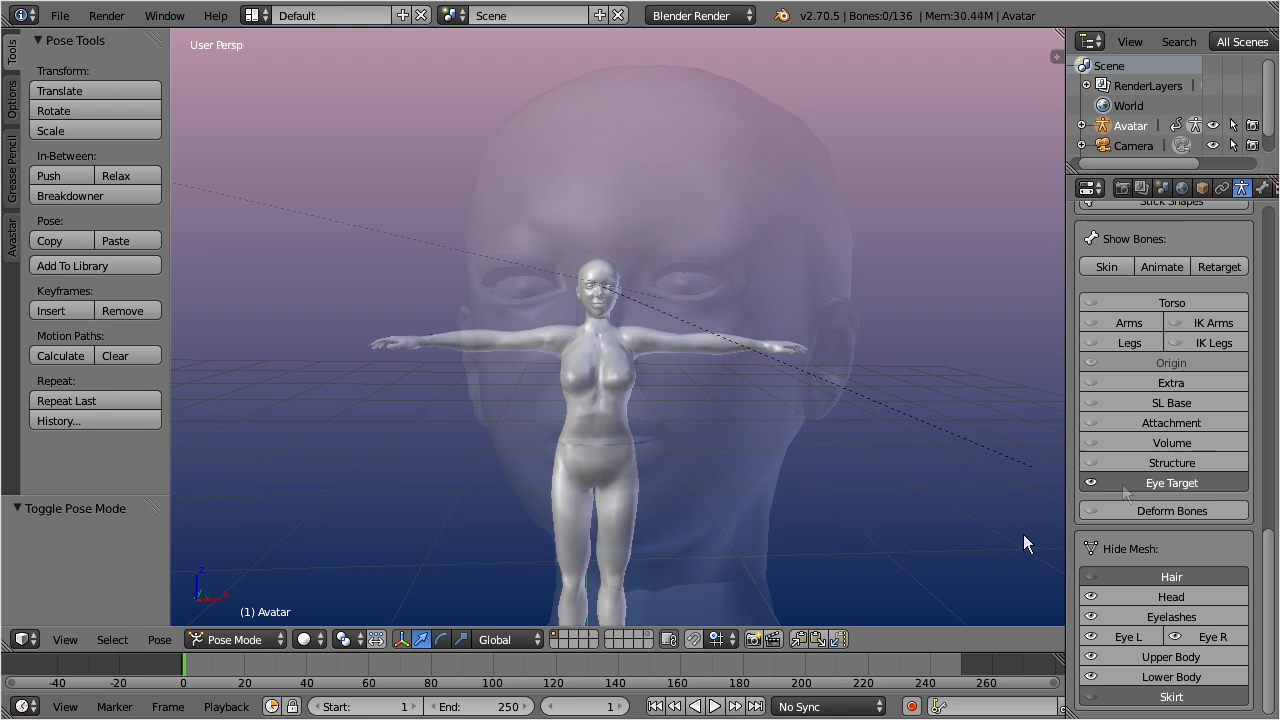 File Render Window Help Default Scene Blender Render v2.70.5 | Bones:0/136 | Mem:30.44M | Avatar
Tools
Options
Grease Pencil
Avastar
Pose Tools
Transform:
Translate
Rotate
Scale
In-Between:
Push Relax
Breakdowner
Pose:
Copy Paste
Add To Library
Keyframes:
Insert Remove
Motion Paths:
Calculate Clear
Repeat:
Repeat Last
History...
Toggle Pose Mode
User Persp
z
(1) Avatar
View Select Pose Pose Mode Global
View Search All Scenes
Scene
RenderLayers |
World
Avatar |
Camera |
Stick Shapes
Show Bones:
Skin Animate Retarget
Torso
Arms IK Arms
Legs IK Legs
Origin
Extra
SL Base
Attachment
Volume
Structure
Eye Target
Deform Bones
Hide Mesh:
Hair
Head
Eyelashes
Eye L Eye R
Upper Body
Lower Body
Skirt
-40 -20 0 20 40 60 80 100 120 140 160 180 200 220 240 260
View Marker Frame Playback Start: 1 End: 250 1 No Sync